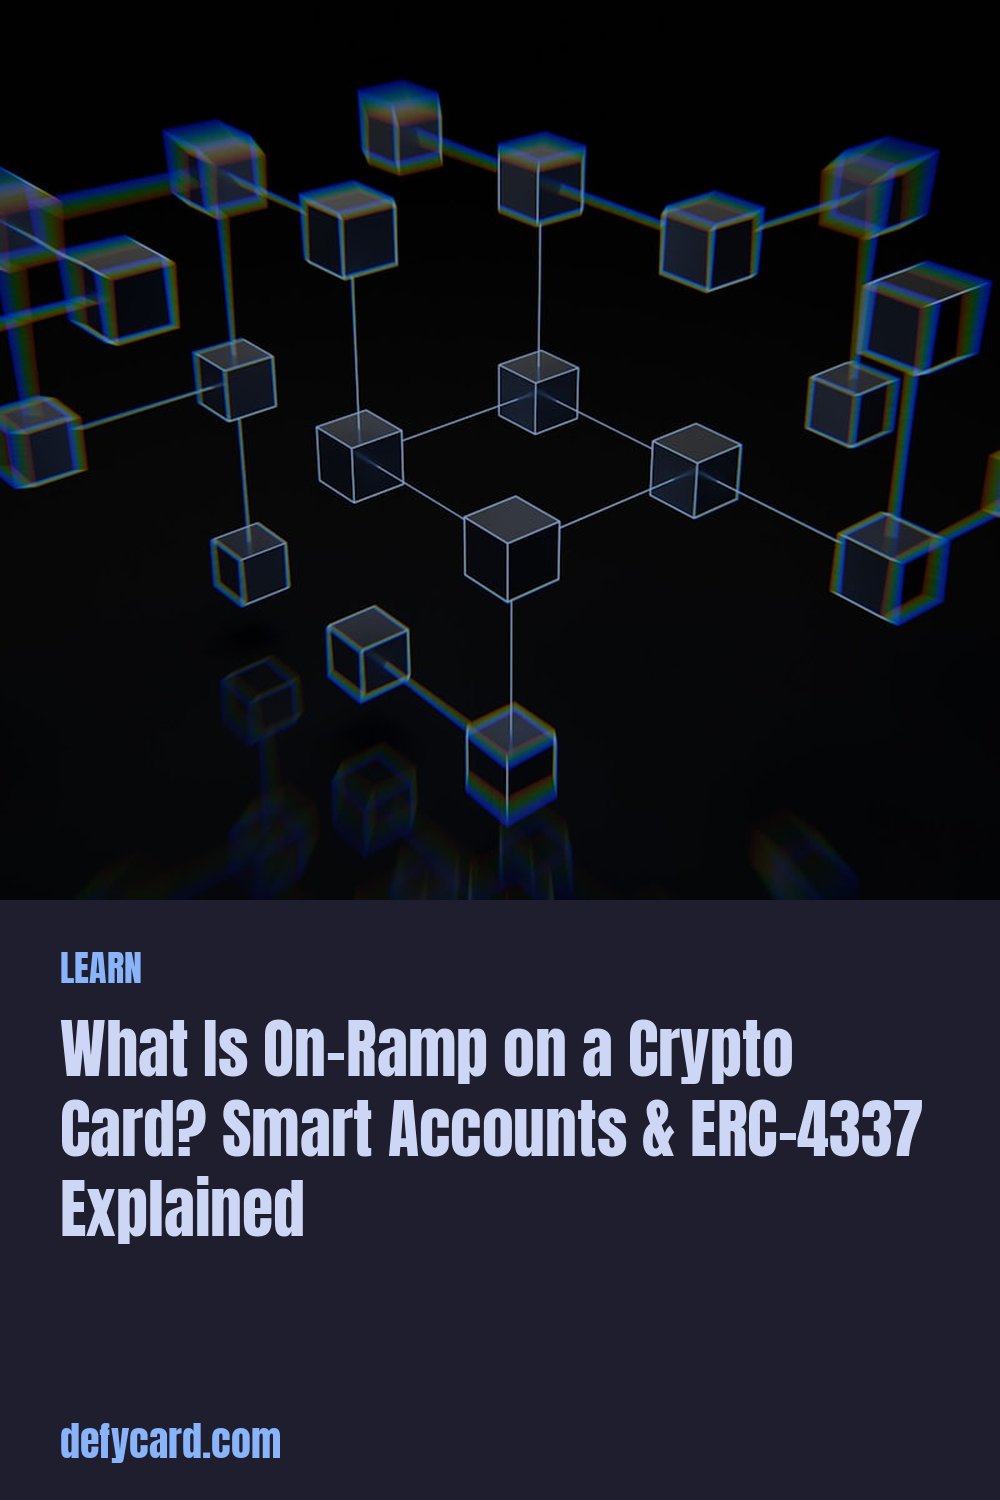 LEARN
What Is On-Ramp on a Crypto
Card? Smart Accounts & ERC-4337
Explained
defycard.com